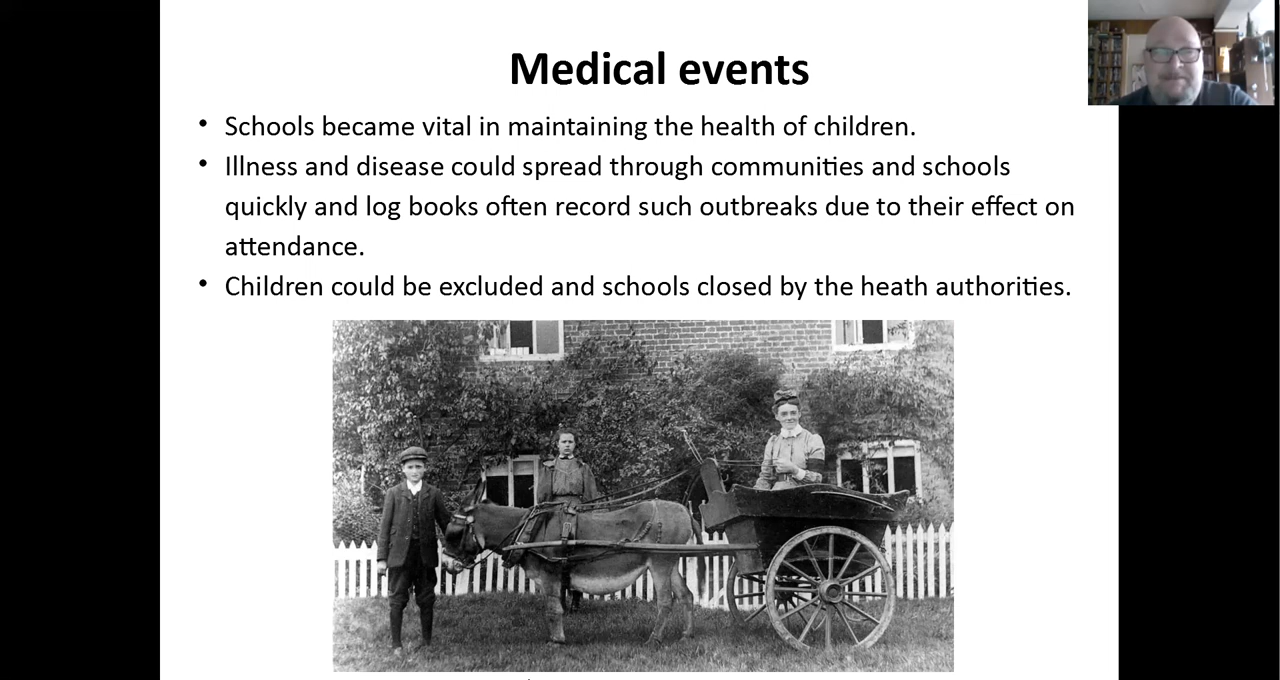 Medical events
• Schools became vital in maintaining the health of children.
• Illness and disease could spread through communities and schools
quickly and log books often record such outbreaks due to their effect on
attendance.
• Children could be excluded and schools closed by the heath authorities.